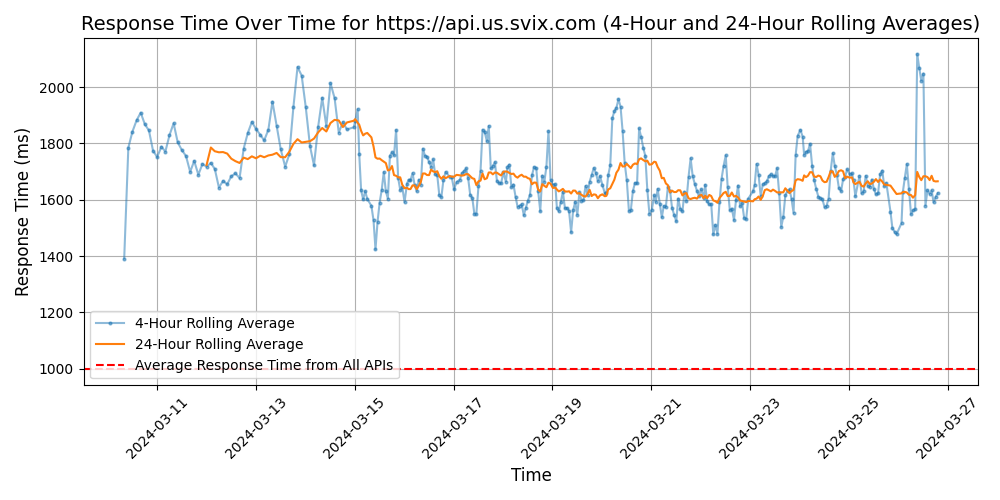 Response Time Over Time for https://api.us.svix.com (4-Hour and 24-Hour Rolling Averages)
Response Time (ms)
2000
1800
1600
1400
1200
1000
4-Hour Rolling Average
24-Hour Rolling Average
Average Response Time from All APIs
2024-03-11
2024-03-13
2024-03-15
2024-03-17
2024-03-19
2024-03-21
2024-03-23
2024-03-25
2024-03-27
Time